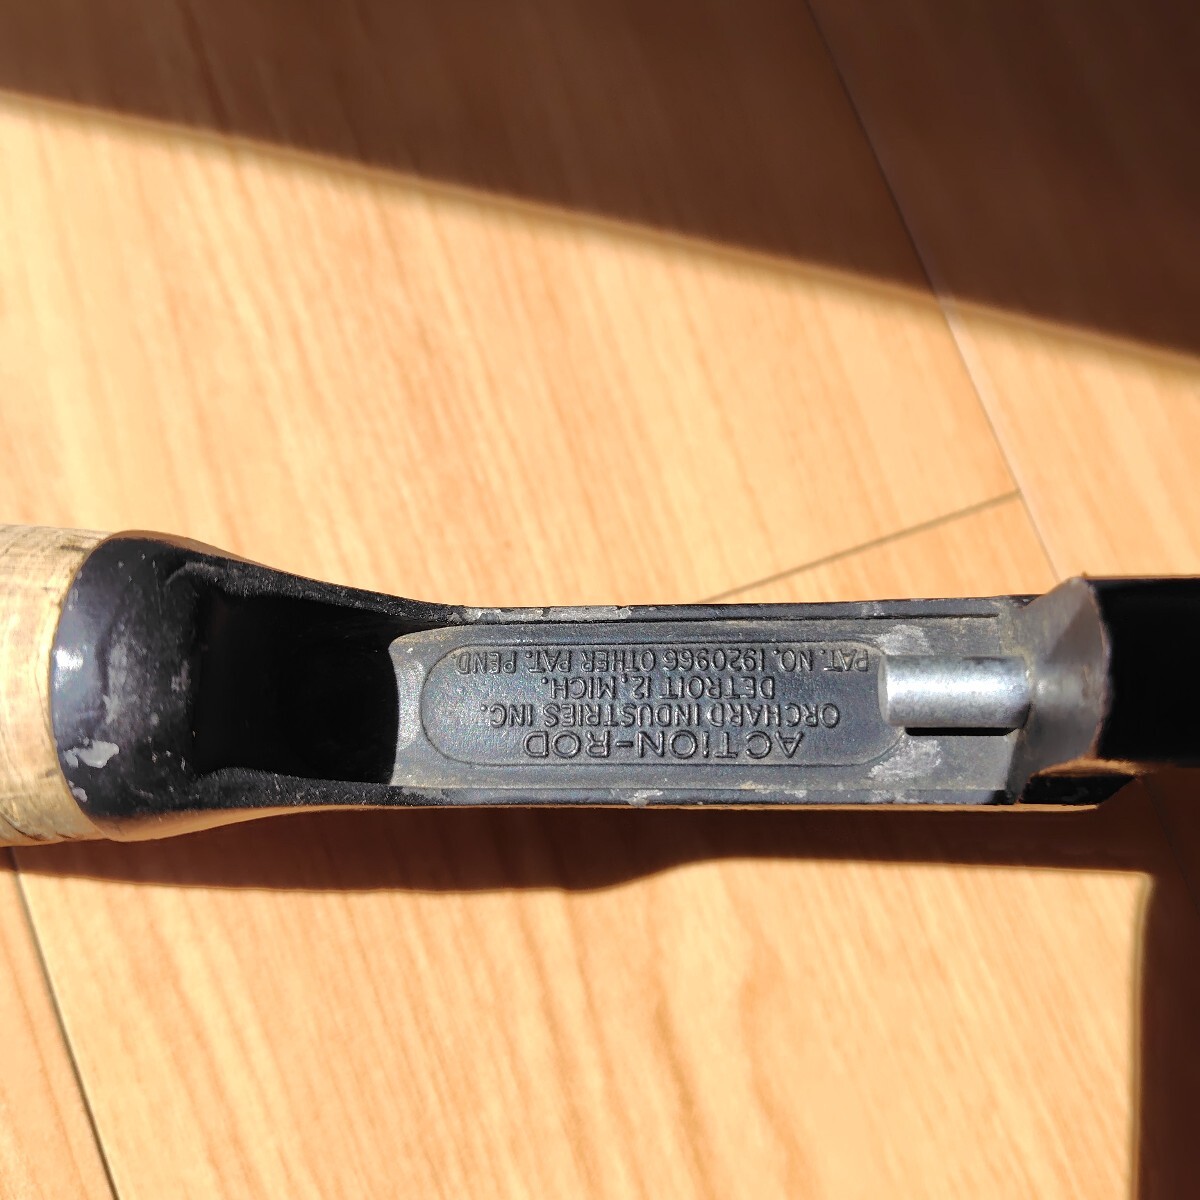 ACTION-ROD
ORCHARD INDUSTRIES INC.
DETROIT 12, MICH.
PAT. NO. 1920966 OTHER PAT. PEND.